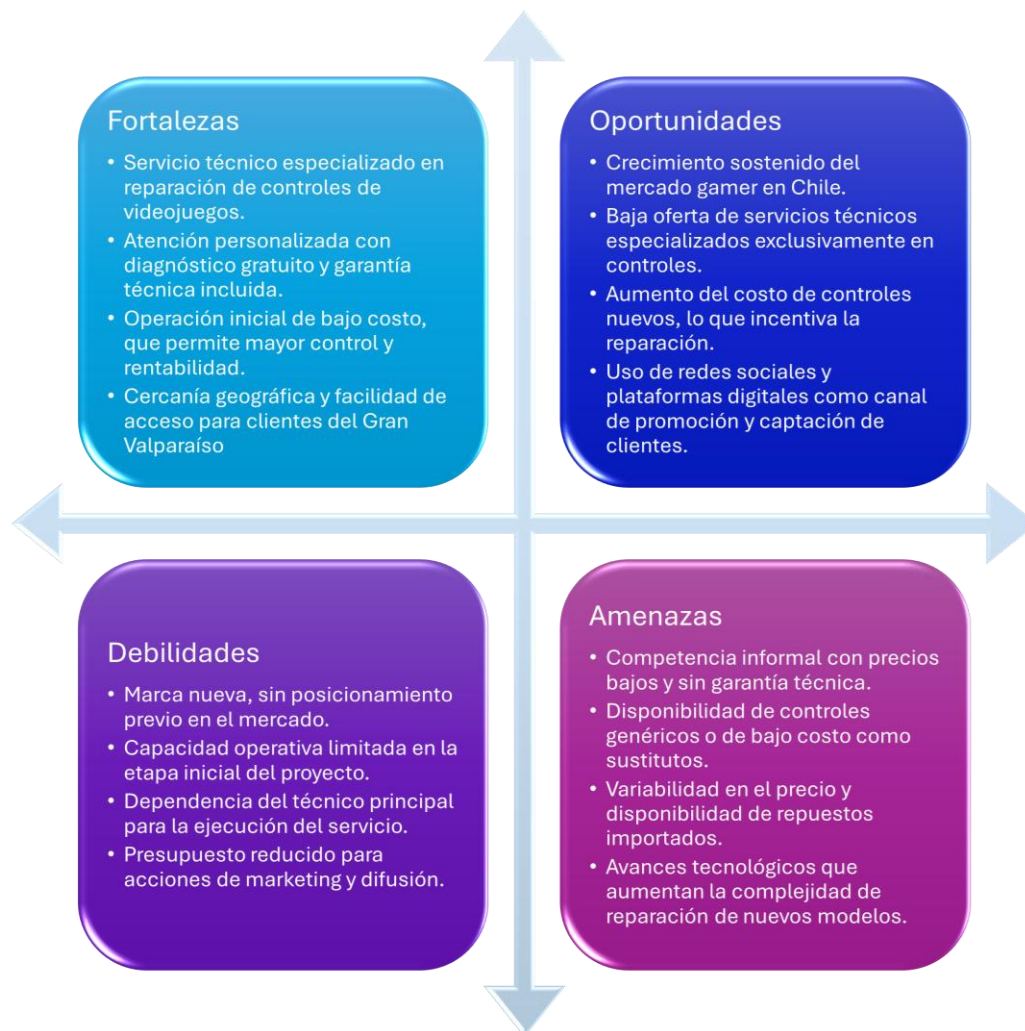 Fortalezas
• Servicio técnico especializado en
reparación de controles de
videojuegos.
• Atención personalizada con
diagnóstico gratuito y garantía
técnica incluida.
• Operación inicial de bajo costo,
que permite mayor control y
rentabilidad.
• Cercanía geográfica y facilidad de
acceso para clientes del Gran
Valparaíso
Oportunidades
• Crecimiento sostenido del
mercado gamer en Chile.
• Baja oferta de servicios técnicos
especializados exclusivamente en
controles.
• Aumento del costo de controles
nuevos, lo que incentiva la
reparación.
• Uso de redes sociales y
plataformas digitales como canal
de promoción y captación de
clientes.
Debilidades
• Marca nueva, sin posicionamiento
previo en el mercado.
• Capacidad operativa limitada en la
etapa inicial del proyecto.
• Dependencia del técnico principal
para la ejecución del servicio.
• Presupuesto reducido para
acciones de marketing y difusión.
Amenazas
• Competencia informal con precios
bajos y sin garantía técnica.
• Disponibilidad de controles
genéricos o de bajo costo como
sustitutos.
• Variabilidad en el precio y
disponibilidad de repuestos
importados.
• Avances tecnológicos que
aumentan la complejidad de
reparación de nuevos modelos.